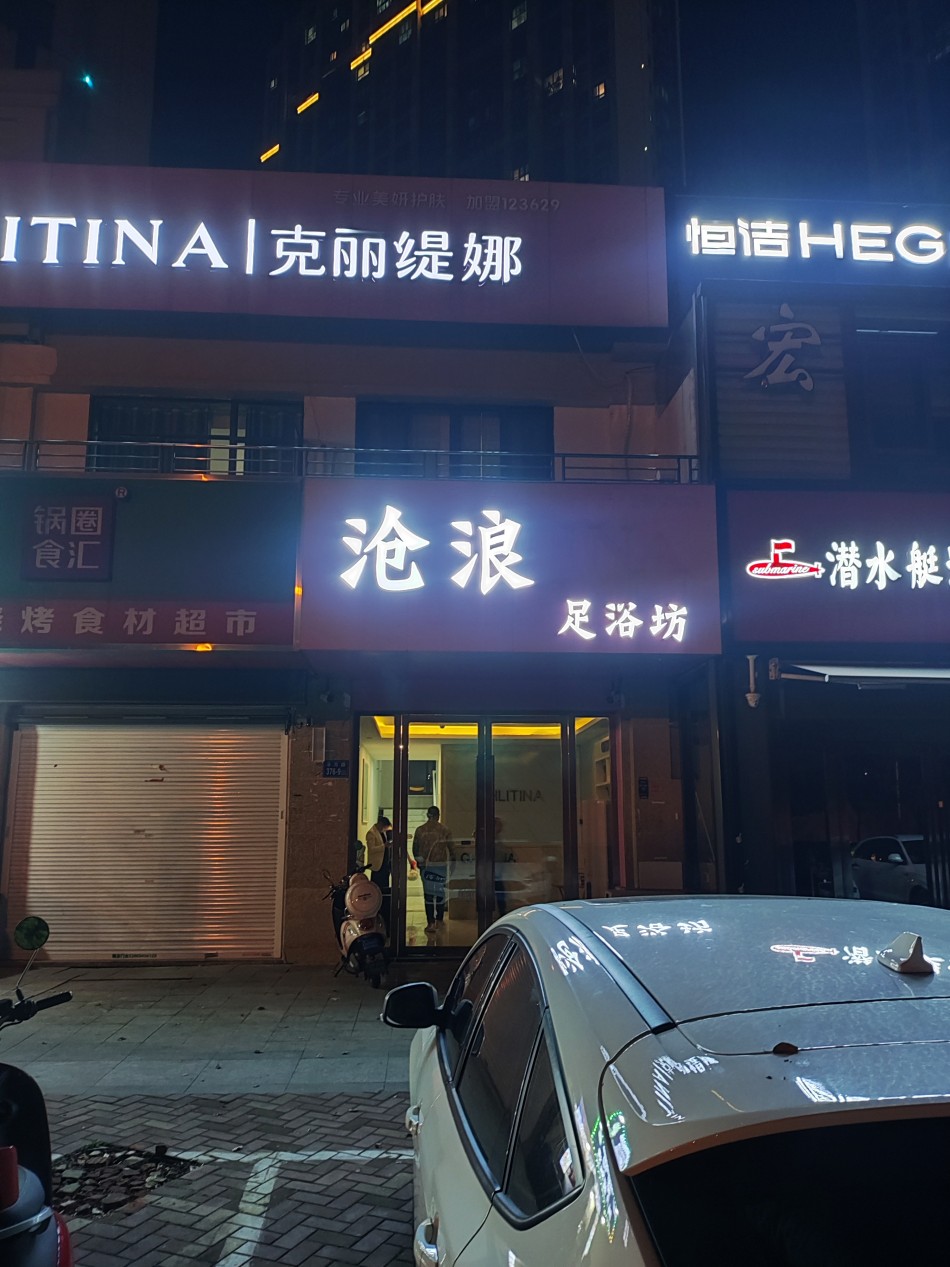 专业美妍护肤 加盟123629
ITINA|克丽缇娜
恒洁HEG
宏
锅圈
食汇
®
烤食材超市
沧浪
足浴坊
submarine
潜水艇
376-8